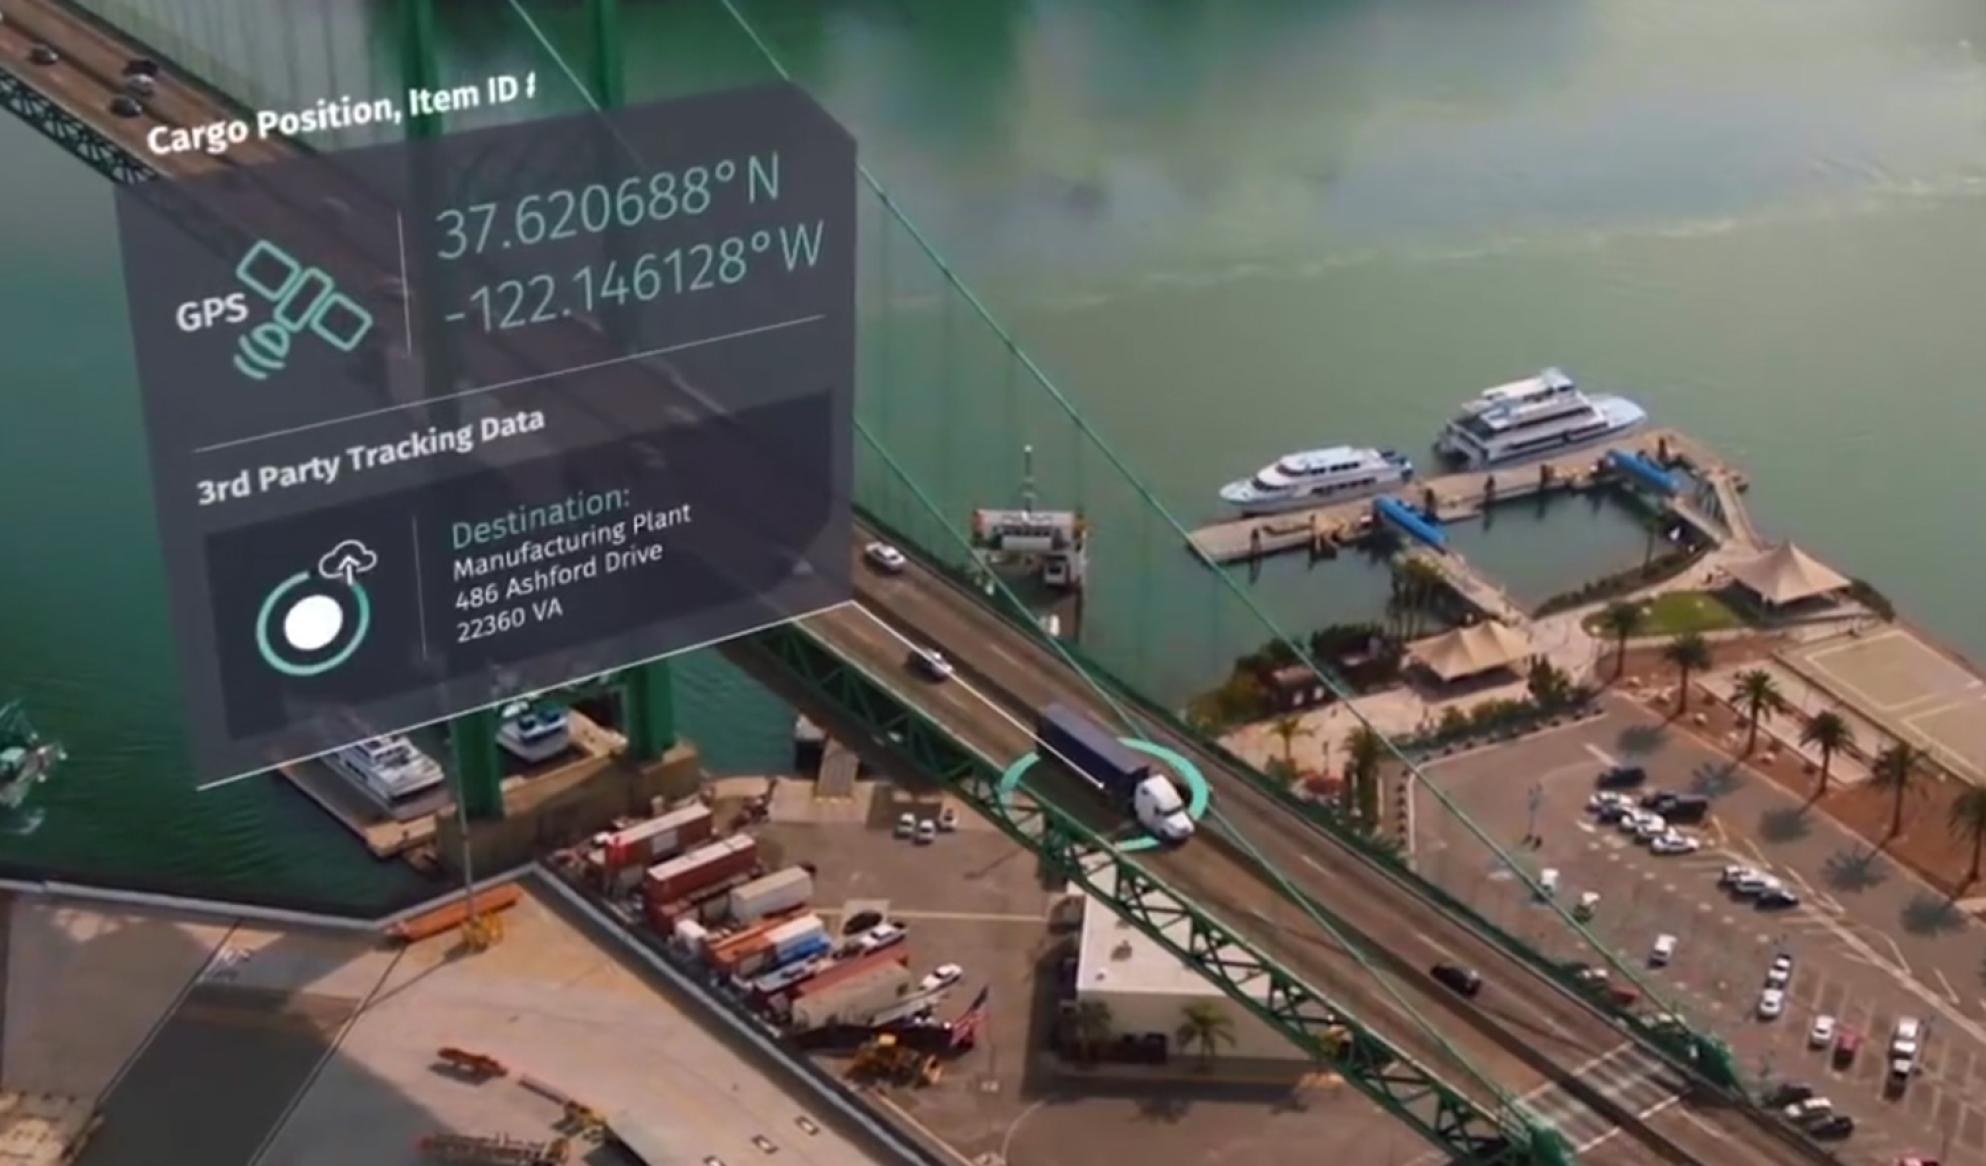 Cargo Position, Item ID
37.620688° N
GPS
-122.146128° W
3rd Party Tracking Data
Destination:
Manufacturing Plant
486 Ashford Drive
22360 VA